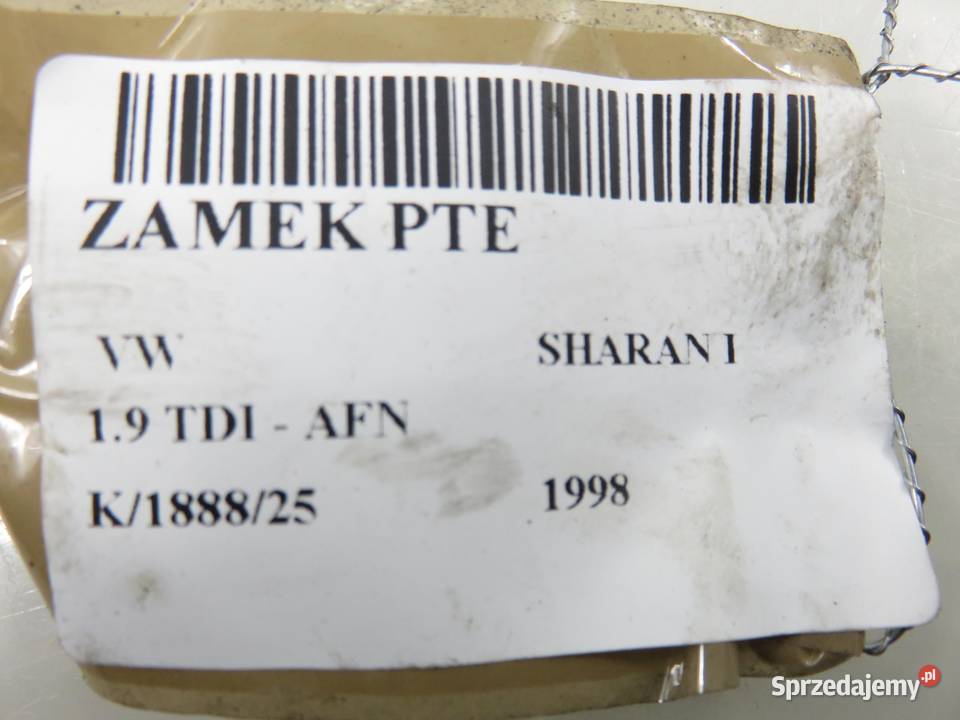 ZAMEK PTE
VW SHARAN I
1.9 TDI - AFN
K/1888/25 1998
Sprzedajemy.pl